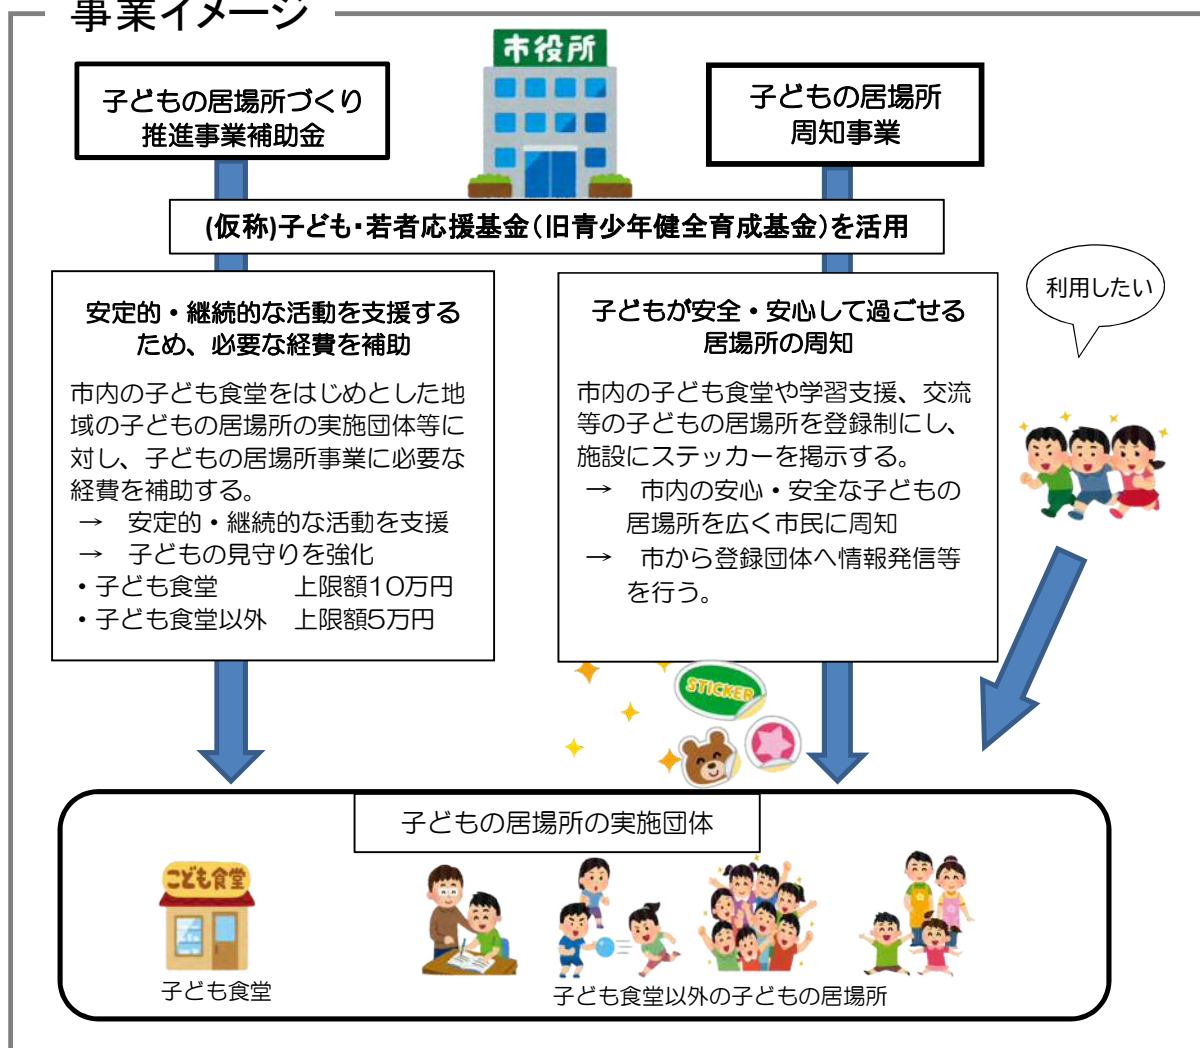 事業イメージ
市役所
子どもの居場所づくり
推進事業補助金
子どもの居場所
周知事業
(仮称)子ども・若者応援基金(旧青少年健全育成基金)を活用
安定的・継続的な活動を支援する
ため、必要な経費を補助
市内の子ども食堂をはじめとした地
域の子どもの居場所の実施団体等に
対し、子どもの居場所事業に必要な
経費を補助する。
→ 安定的・継続的な活動を支援
→ 子どもの見守りを強化
・子ども食堂 上限額10万円
・子ども食堂以外 上限額5万円
子どもが安全・安心して過ごせる
居場所の周知
市内の子ども食堂や学習支援、交流
等の子どもの居場所を登録制にし、
施設にステッカーを掲示する。
→ 市内の安心・安全な子どもの
居場所を広く市民に周知
→ 市から登録団体へ情報発信等
を行う。
利用したい
STICKER
子どもの居場所の実施団体
こども食堂
子ども食堂
子ども食堂以外の子どもの居場所